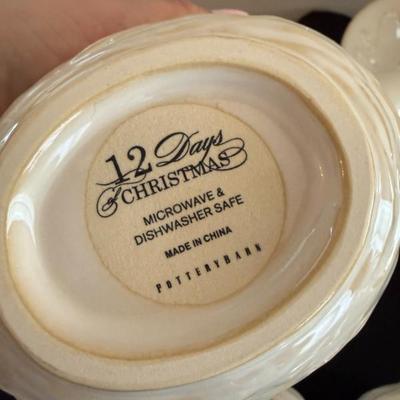 12 Days
of CHRISTMAS
MICROWAVE &
DISHWASHER SAFE
MADE IN CHINA
POTTERYBARN